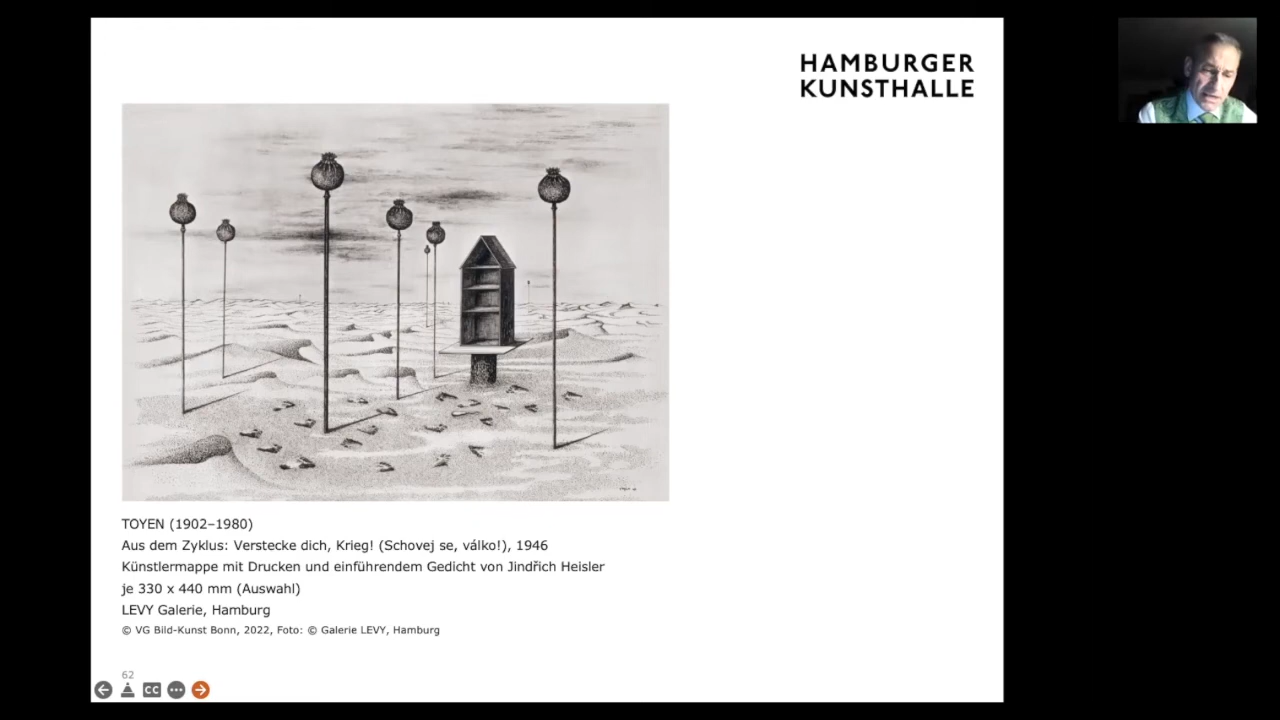 HAMBURGER
KUNSTHALLE
TOYEN (1902–1980)
Aus dem Zyklus: Verstecke dich, Krieg! (Schovej se, válko!), 1946
Künstlermappe mit Drucken und einführendem Gedicht von Jindřich Heisler
je 330 x 440 mm (Auswahl)
LEVY Galerie, Hamburg
© VG Bild-Kunst Bonn, 2022, Foto: © Galerie LEVY, Hamburg
62
CC